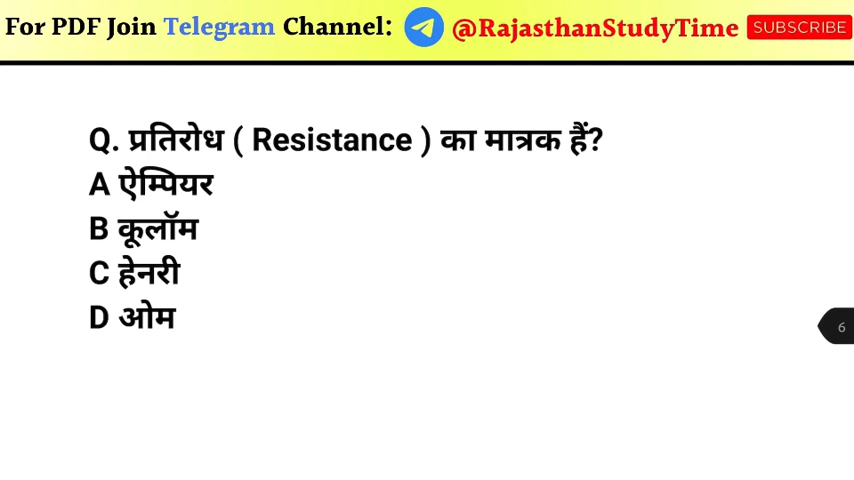 For PDF Join Telegram Channel: @RajasthanStudyTime SUBSCRIBE
Q. प्रतिरोध ( Resistance ) का मात्रक हैं?
A ऐम्पियर
B कूलॉम
C हेनरी
D ओम
6